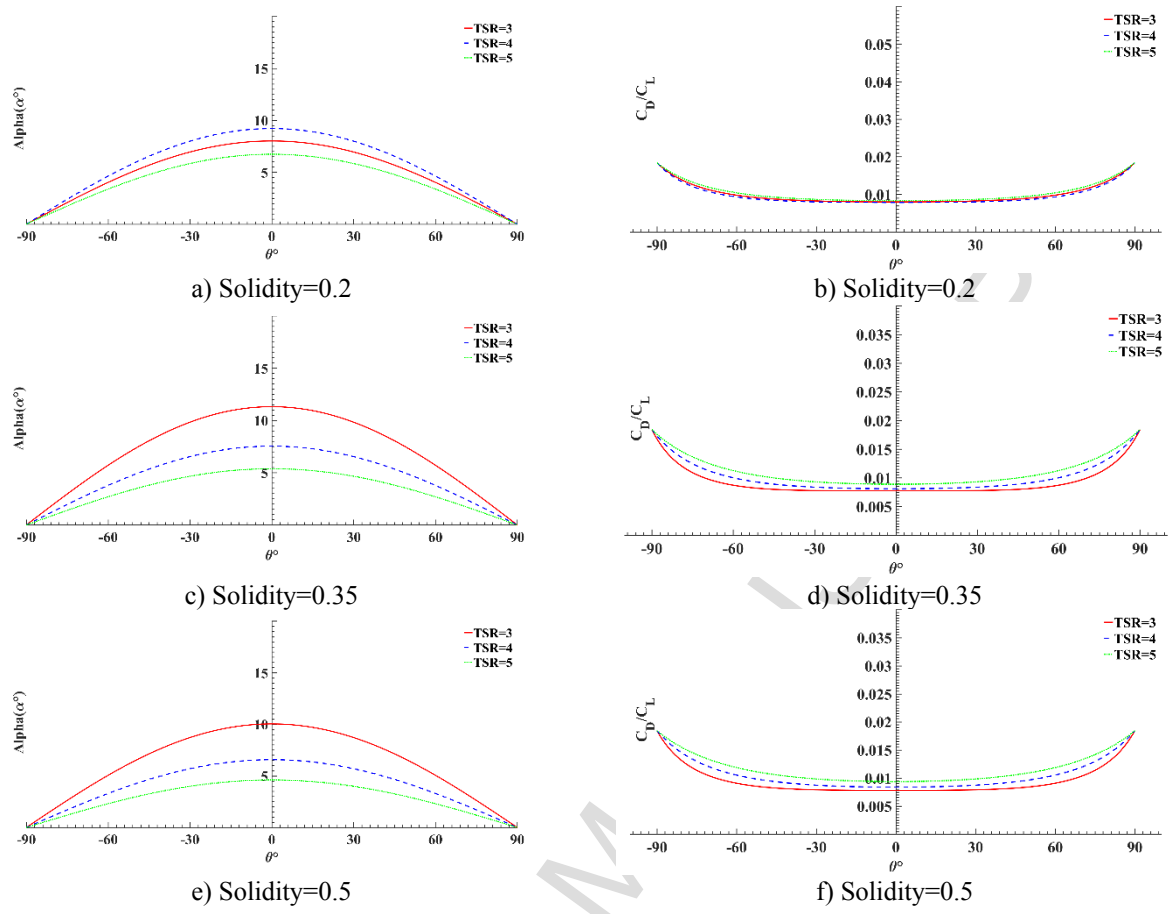 TSR=3
TSR=4
TSR=5
Alpha(α°)
15
10
5
-90 -60 -30 0 30 60 90
θ°
a) Solidity=0.2
TSR=3
TSR=4
TSR=5
C_D/C_L
0.05
0.04
0.03
0.02
0.01
-90 -60 -30 0 30 60 90
θ°
b) Solidity=0.2
TSR=3
TSR=4
TSR=5
Alpha(α°)
15
10
5
-90 -60 -30 0 30 60 90
θ°
c) Solidity=0.35
TSR=3
TSR=4
TSR=5
C_D/C_L
0.04
0.035
0.03
0.025
0.02
0.015
0.01
0.005
-90 -60 -30 0 30 60 90
θ°
d) Solidity=0.35
TSR=3
TSR=4
TSR=5
Alpha(α°)
15
10
5
-90 -60 -30 0 30 60 90
θ°
e) Solidity=0.5
TSR=3
TSR=4
TSR=5
C_D/C_L
0.035
0.03
0.025
0.02
0.015
0.01
0.005
-90 -60 -30 0 30 60 90
θ°
f) Solidity=0.5